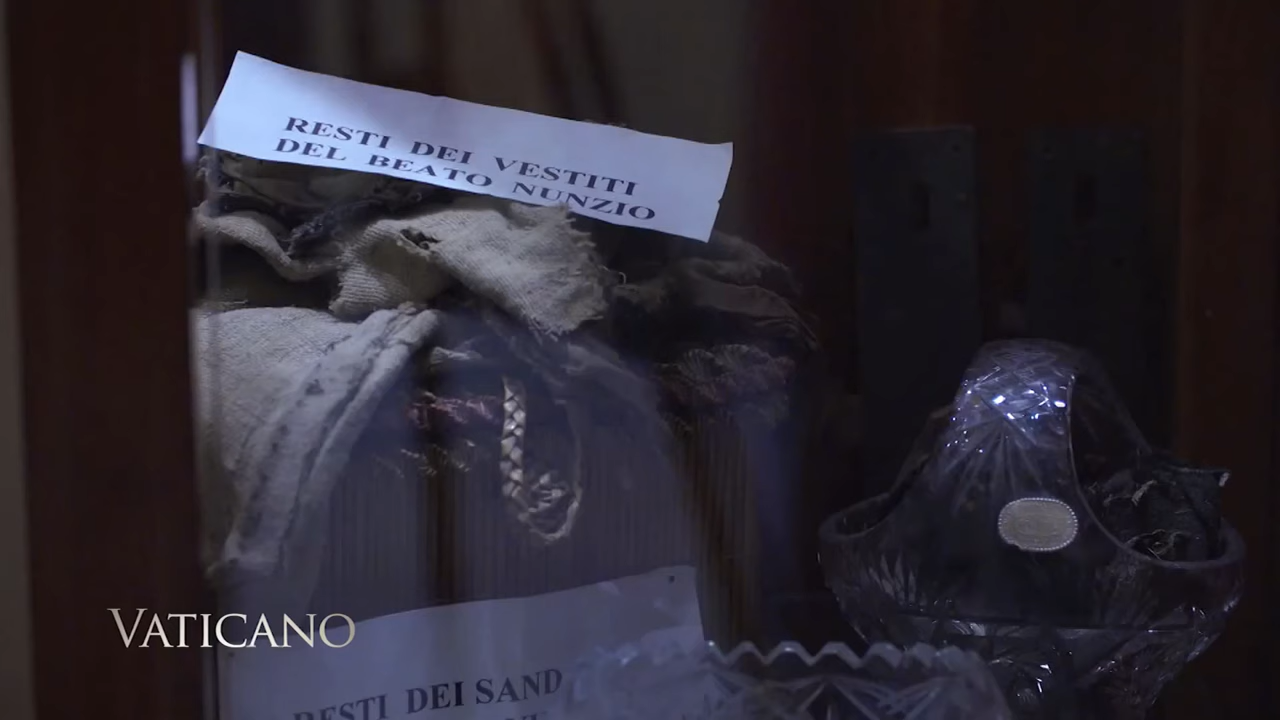 RESTI DEI VESTITI
DEL BEATO NUNZIO
VATICANO
RESTI DEI SAND